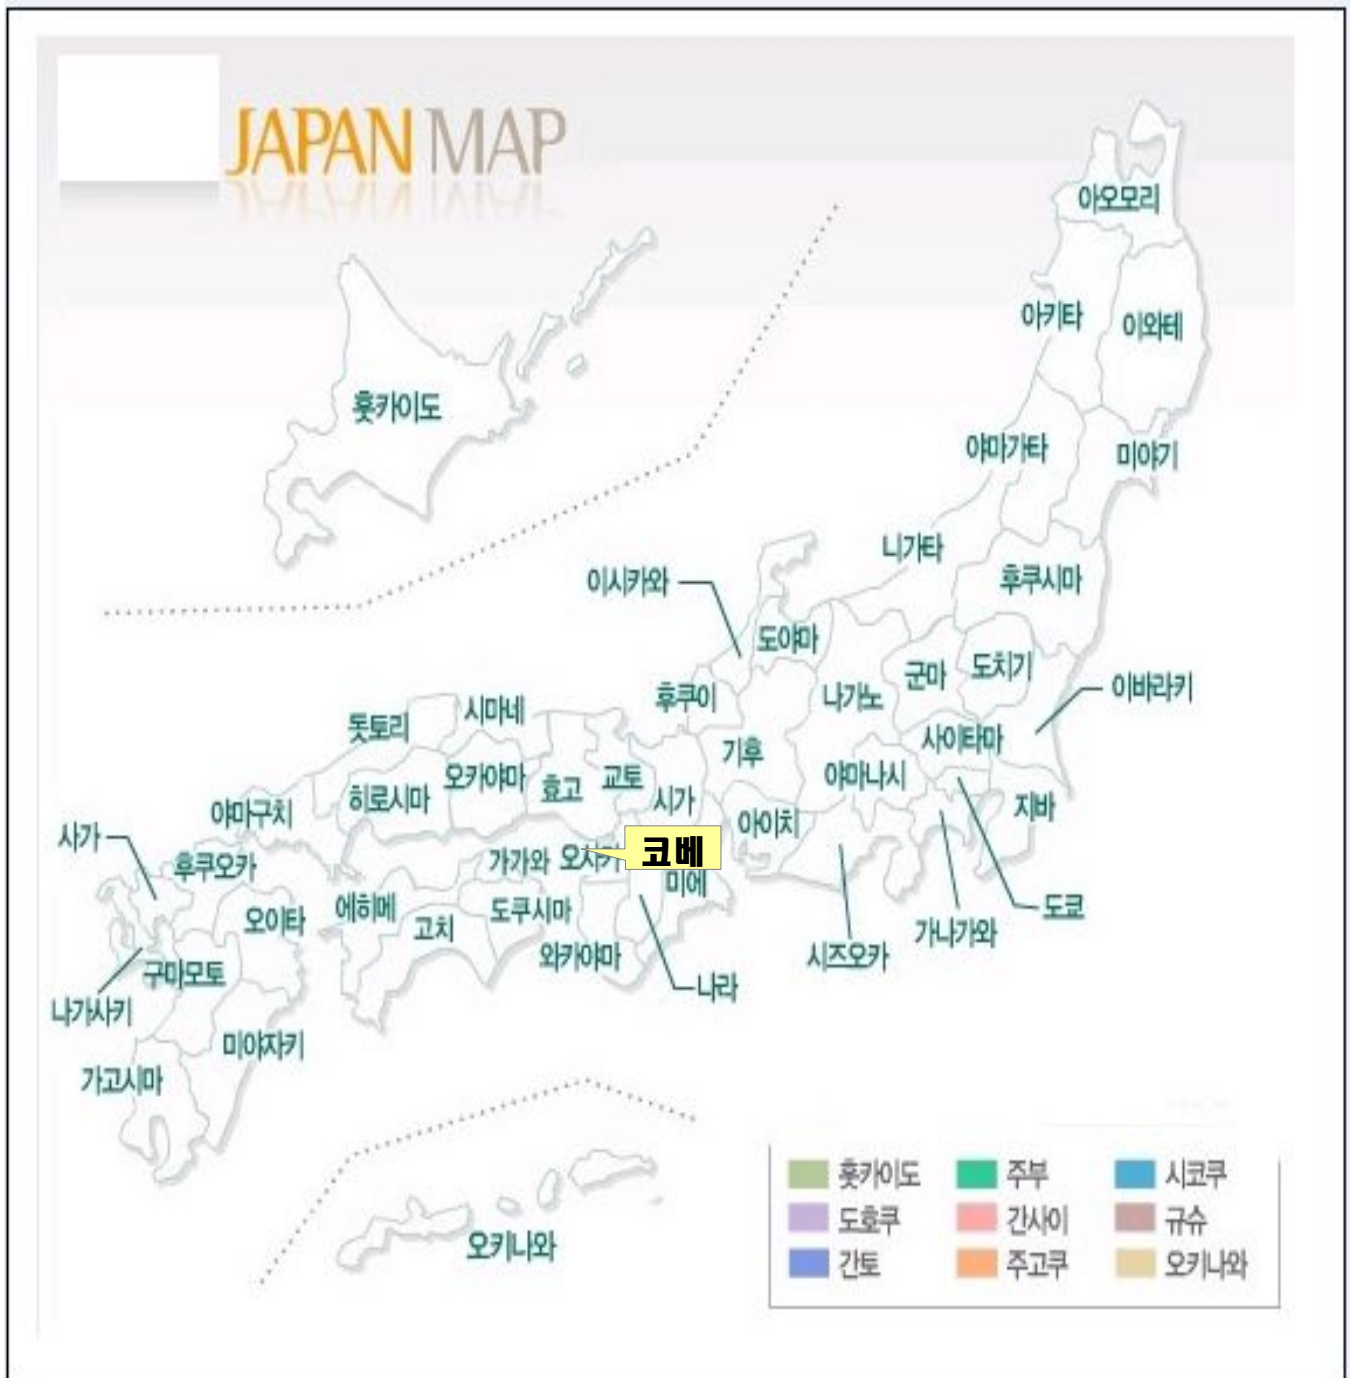 JAPAN MAP
아오모리
아키타
이와테
홋카이도
야마가타
미야기
니가타
이시카와
후쿠시마
도야마
군마
도치기
이바라키
후쿠이
나가노
시마네
돗토리
사이타마
기후
오카야마
교토
야마나시
히로시마
효고
시가
지바
야마구치
아이치
사가
코베
후쿠오카
가가와
오사카
미에
에히메
도쿠시마
도쿄
오이타
고치
가나가와
와카야마
시즈오카
구마모토
나라
나가사키
미야자키
가고시마
오키나와
홋카이도
주부
시코쿠
도호쿠
간사이
규슈
간토
주고쿠
오키나와